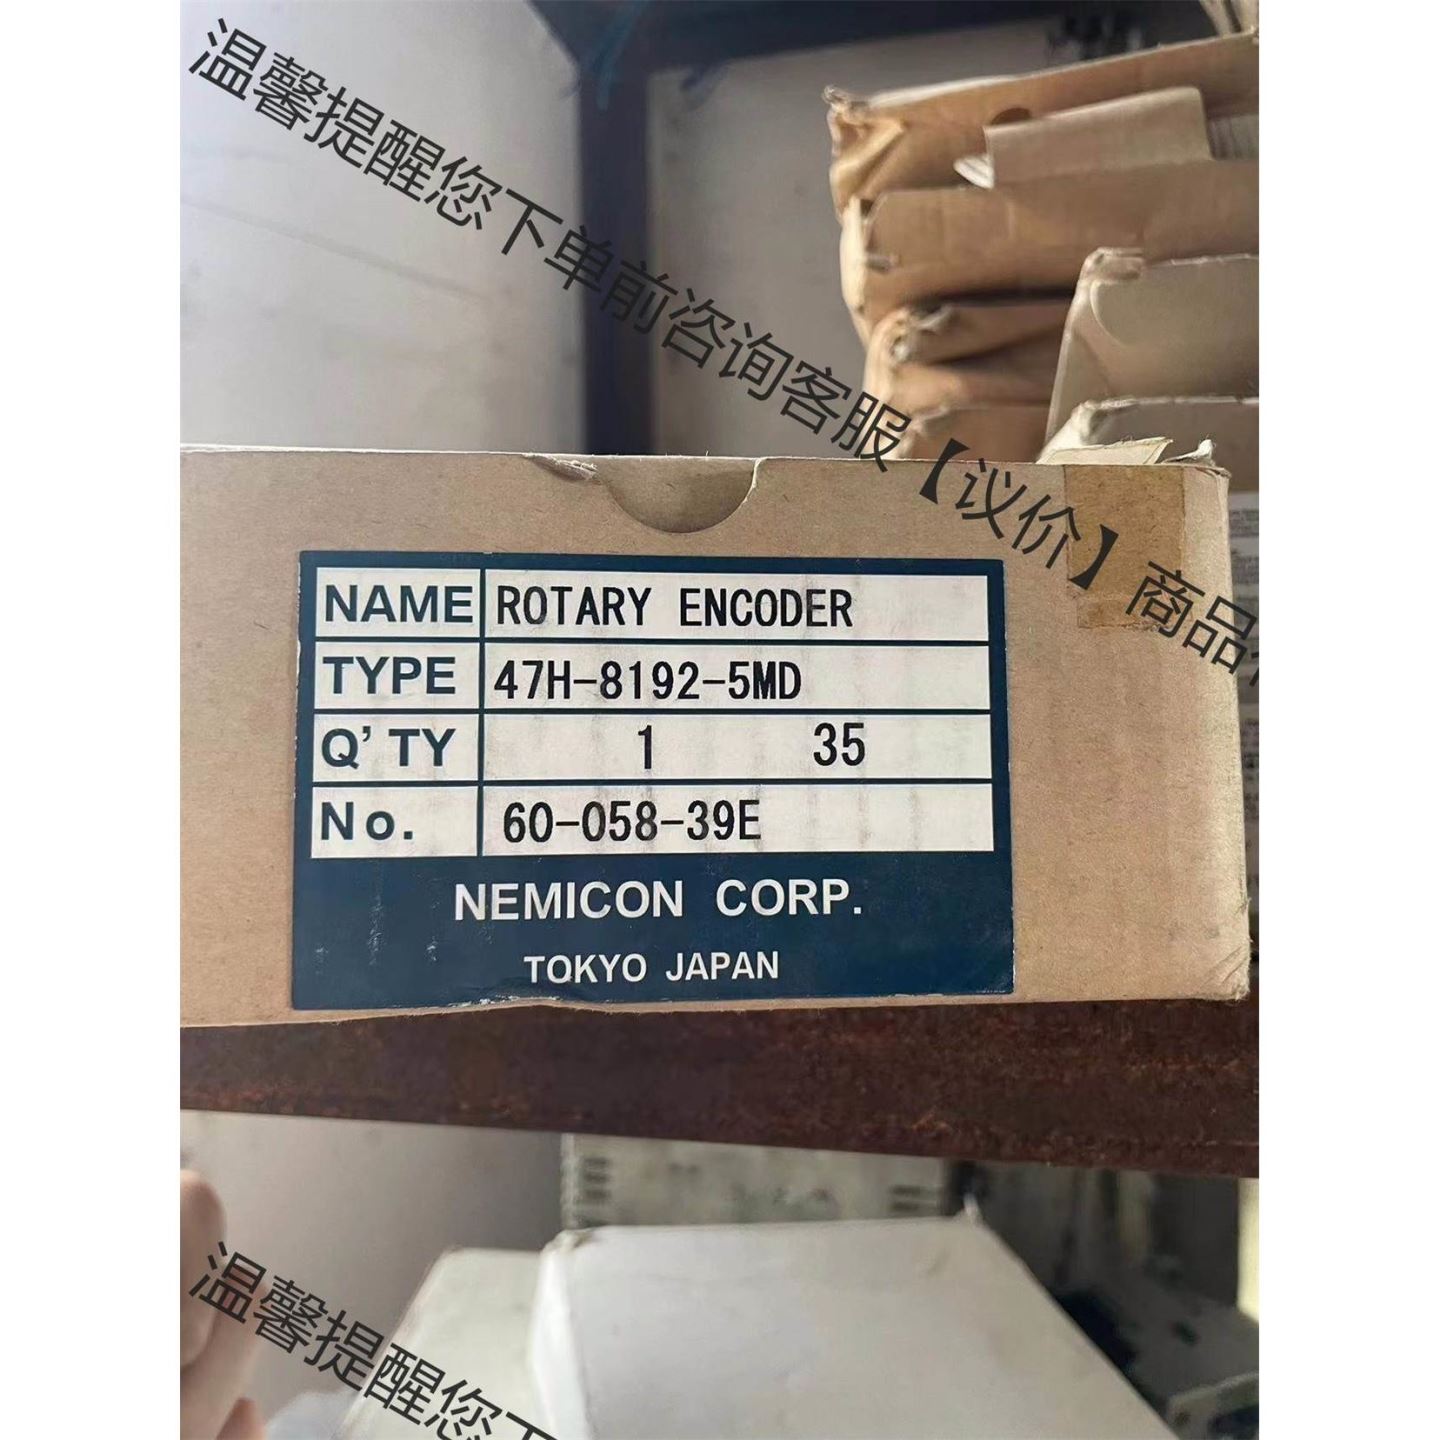 温馨提醒您下单前咨询客服【议价】商品
NAME ROTARY ENCODER
TYPE 47H-8192-5MD
Q'TY 1 35
No. 60-058-39E
NEMICON CORP.
TOKYO JAPAN
温馨提醒您下